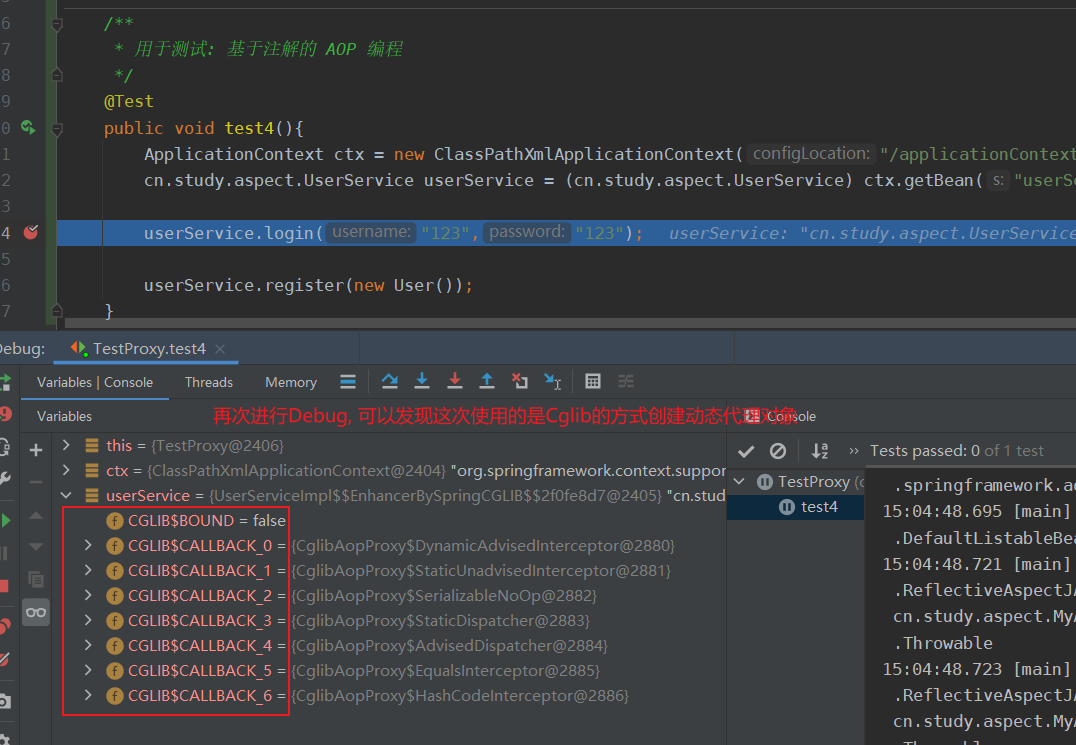 6 /**
7 * 用于测试: 基于注解的 AOP 编程
8 */
9 @Test
0 public void test4(){
1 ApplicationContext ctx = new ClassPathXmlApplicationContext( configLocation: "/applicationContext
2 cn.study.aspect.UserService userService = (cn.study.aspect.UserService) ctx.getBean( s: "userSe
3
4 userService.login( username: "123", password: "123"); userService: "cn.study.aspect.UserService
5
6 userService.register(new User());
7 }
Debug: TestProxy.test4
Variables | Console Threads Memory
Variables 再次进行Debug, 可以发现这次使用的是Cglib的方式创建动态代理对象 Console
this = {TestProxy@2406}
ctx = {ClassPathXmlApplicationContext@2404} "org.springframework.context.suppor
userService = {UserServiceImpl$$EnhancerBySpringCGLIB$$2f0fe8d7@2405} "cn.stud
CGLIB$BOUND = false
CGLIB$CALLBACK_0 = {CglibAopProxy$DynamicAdvisedInterceptor@2880}
CGLIB$CALLBACK_1 = {CglibAopProxy$StaticUnadvisedInterceptor@2881}
CGLIB$CALLBACK_2 = {CglibAopProxy$SerializableNoOp@2882}
CGLIB$CALLBACK_3 = {CglibAopProxy$StaticDispatcher@2883}
CGLIB$CALLBACK_4 = {CglibAopProxy$AdvisedDispatcher@2884}
CGLIB$CALLBACK_5 = {CglibAopProxy$EqualsInterceptor@2885}
CGLIB$CALLBACK_6 = {CglibAopProxy$HashCodeInterceptor@2886}
Tests passed: 0 of 1 test
TestProxy (c
test4
.springframework.ao
15:04:48.695 [main]
.DefaultListableBea
15:04:48.721 [main]
.ReflectiveAspectJA
cn.study.aspect.MyA
.Throwable
15:04:48.723 [main]
.ReflectiveAspectJA
cn.study.aspect.MyA
.Throwable